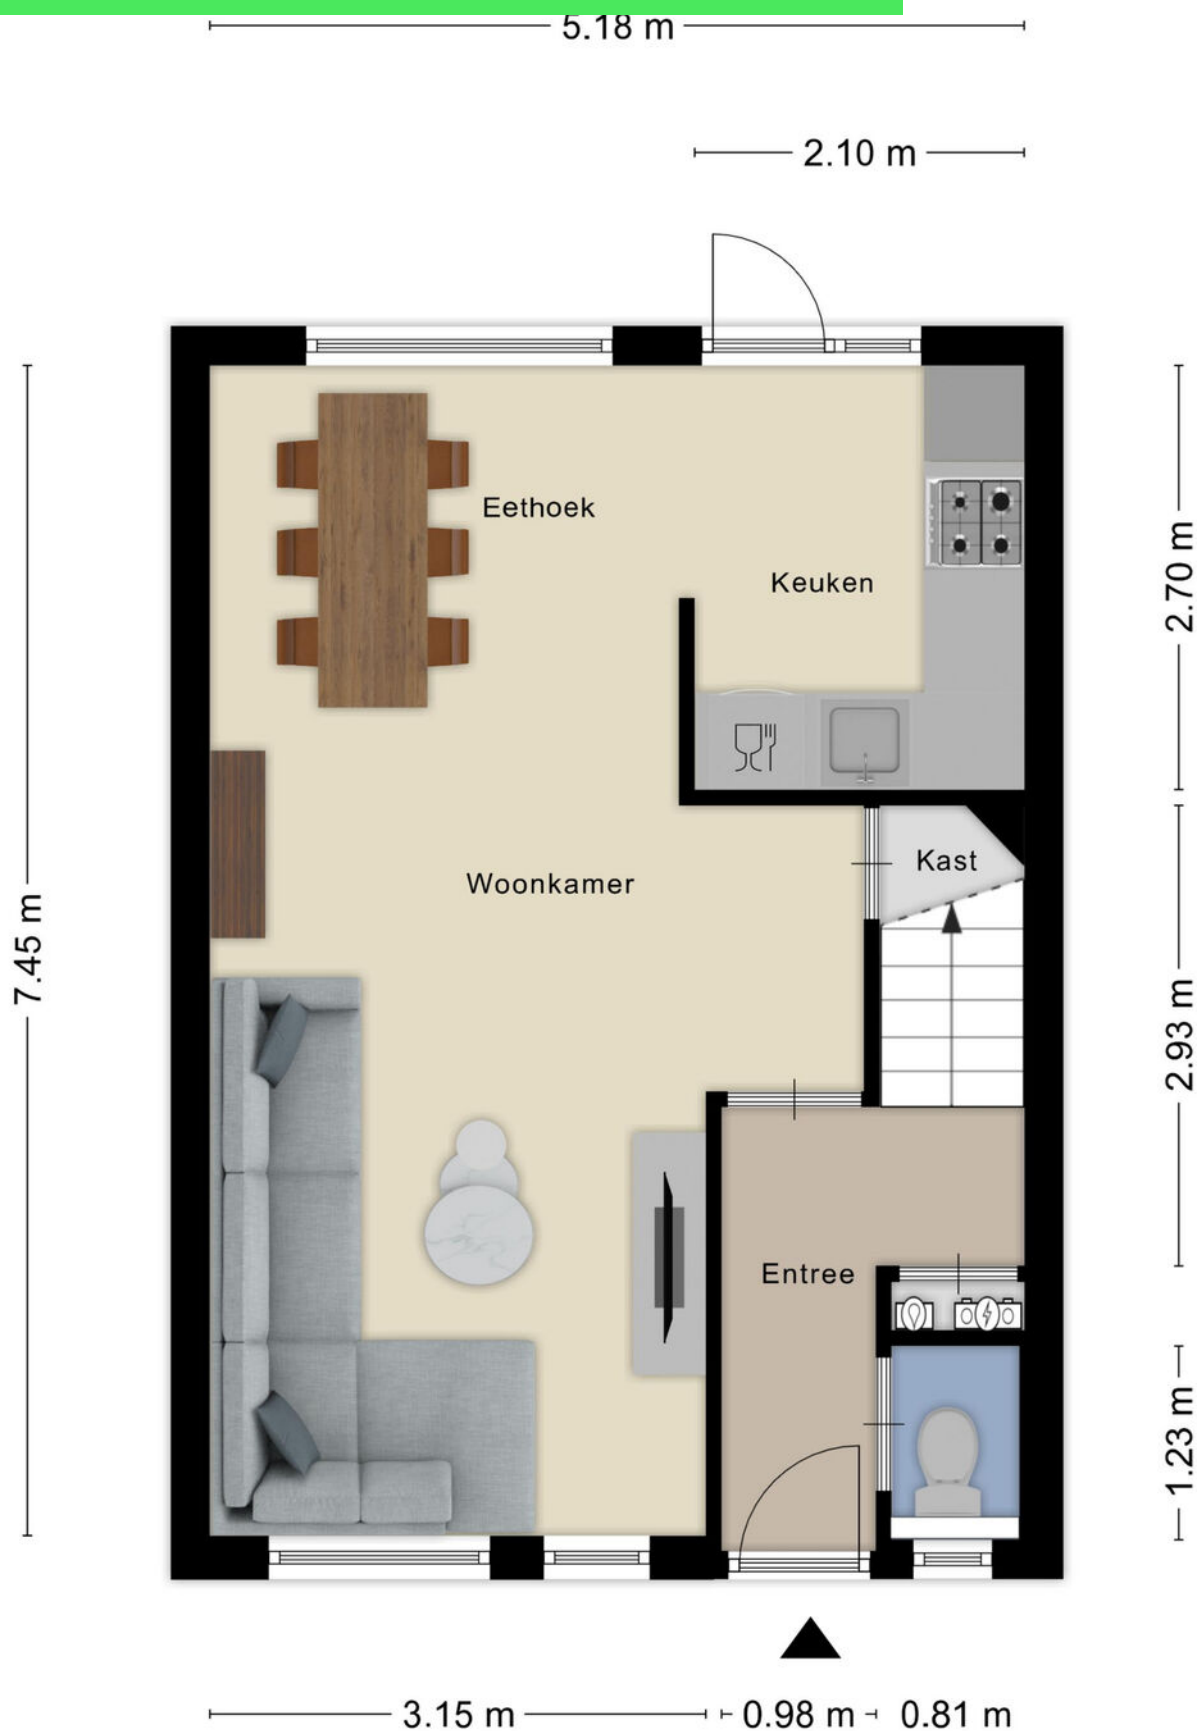 5.18 m
2.10 m
Eethoek
Keuken
2.70 m
Kast
Woonkamer
7.45 m
2.93 m
Entree
1.23 m
3.15 m
0.98 m
0.81 m